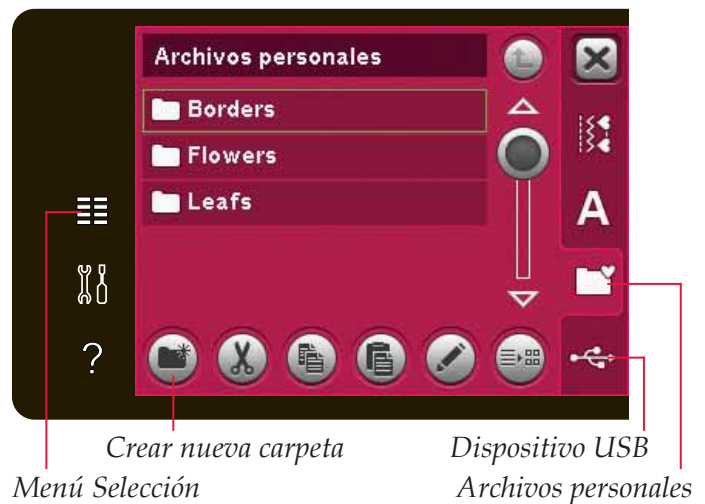 Archivos personales
Borders
Flowers
Leafs
A
?
Crear nueva carpeta
Dispositivo USB
Menú Selección
Archivos personales